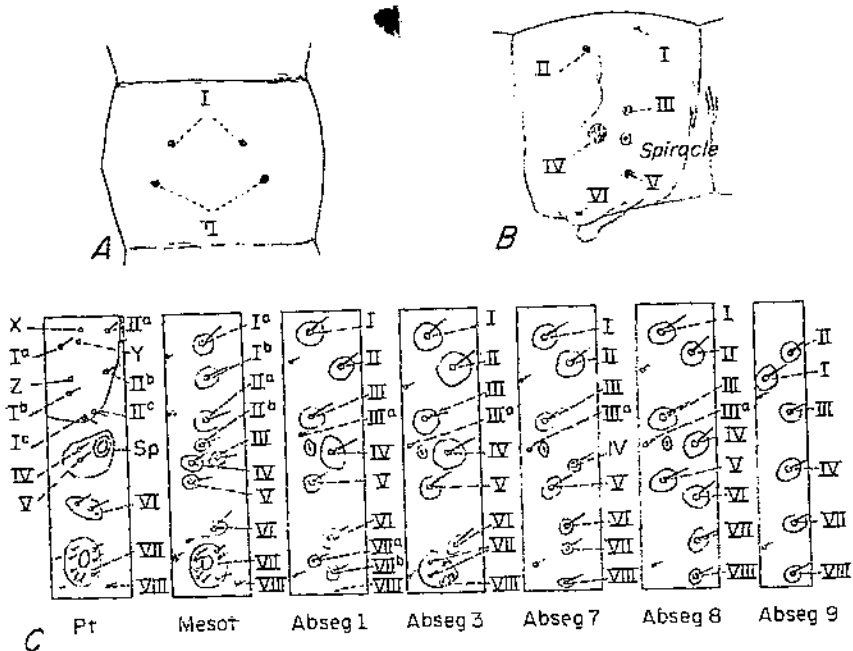 I
II
A
I
II
III
IV
Spiracle
V
VI
B
X
IIa
Ia
Y
Z
IIb
Ib
IIc
Ic
Sp
IV
V
VI
VII
VIII
Pt
Ia
Ib
IIa
IIb
III
IV
V
VI
VII
VIII
Mesot
I
II
III
IIIa
IV
V
VI
VIIa
VIIb
VIII
Abseg 1
I
II
III
IIIa
IV
V
VI
VII
VIII
Abseg 3
I
II
III
IIIa
IV
V
VI
VII
VIII
Abseg 7
I
II
III
IIIa
IV
V
VI
VII
VIII
Abseg 8
II
I
III
IV
VII
VIII
Abseg 9
C